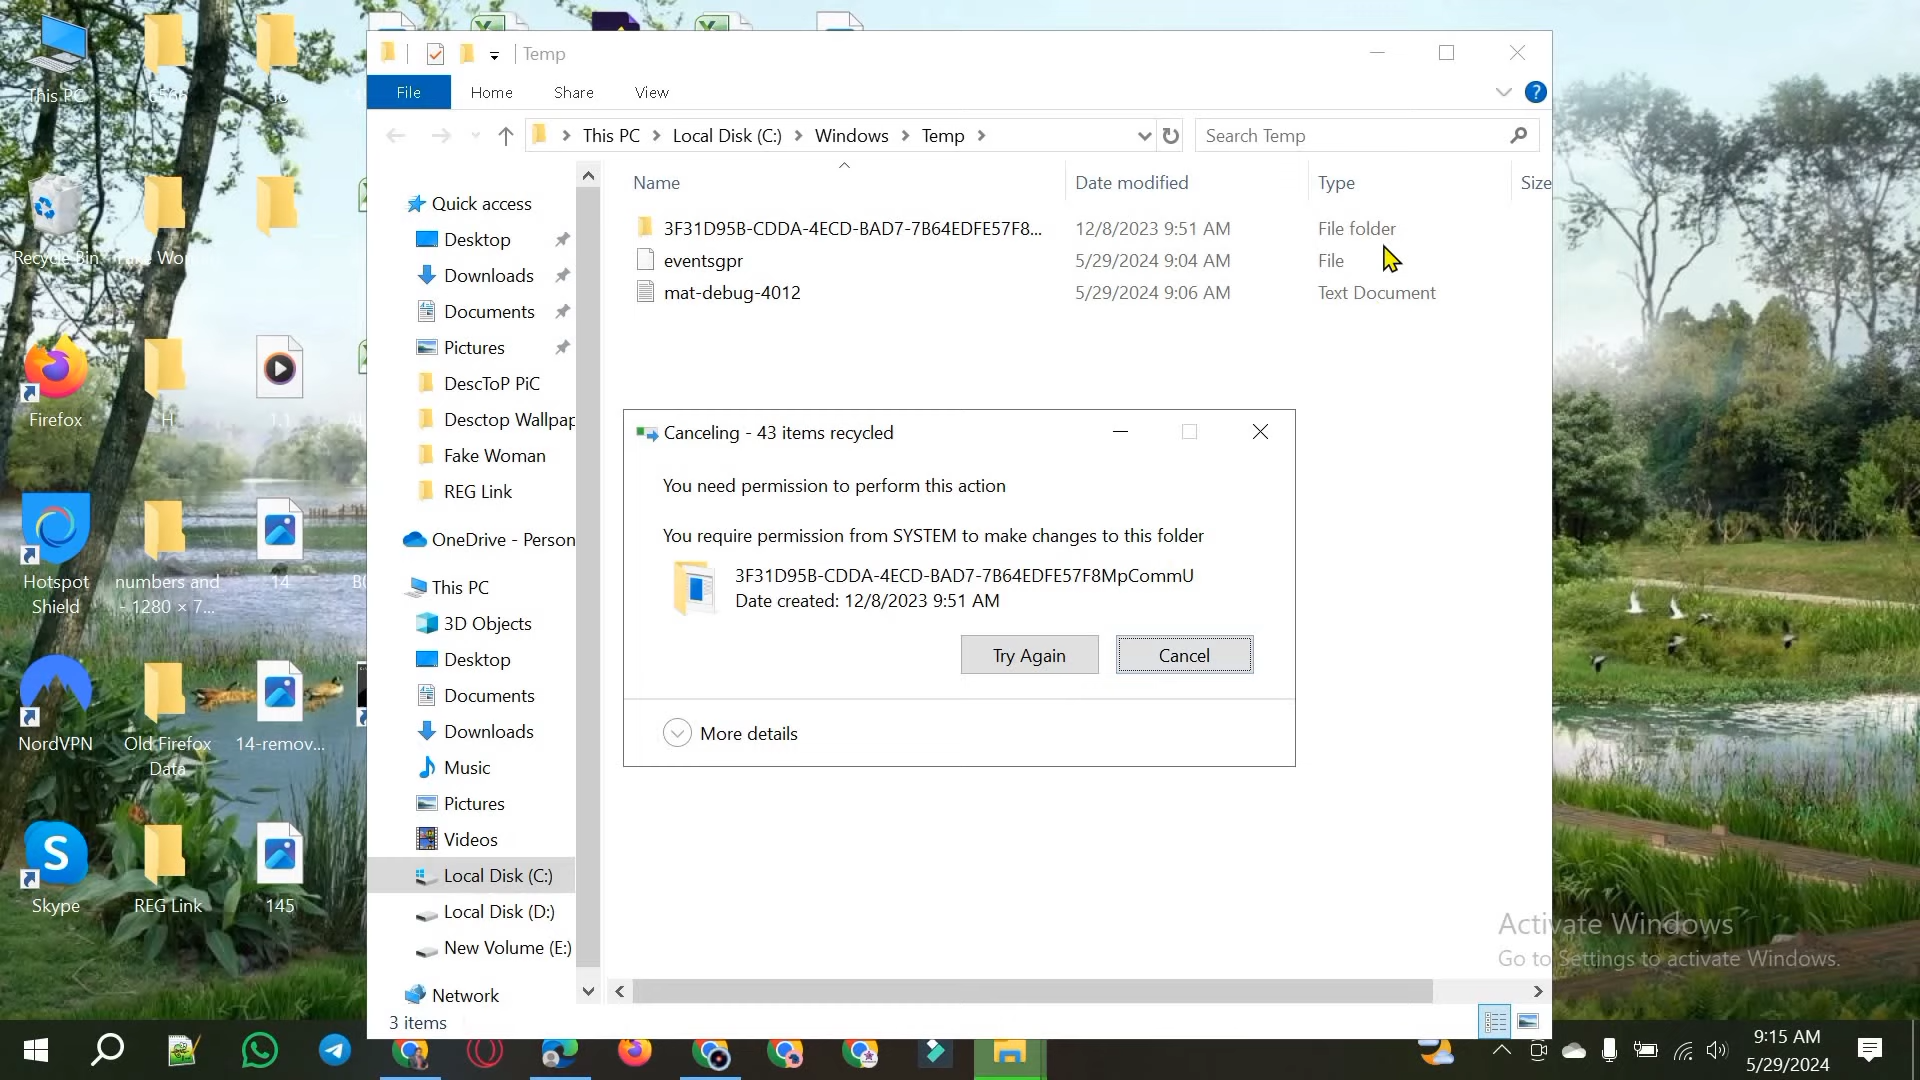 Temp
File
Home
Share
View
This PC
Local Disk (C:)
Windows
Temp
Search Temp
Name
Date modified
Type
Size
3F31D95B-CDDA-4ECD-BAD7-7B64EDFE57F8...
12/8/2023 9:51 AM
File folder
eventsgpr
5/29/2024 9:04 AM
File
mat-debug-4012
5/29/2024 9:06 AM
Text Document
Quick access
Desktop
Downloads
Documents
Pictures
DescToP PiC
Desctop Wallpap
Fake Woman
REG Link
OneDrive - Person
This PC
3D Objects
Desktop
Documents
Downloads
Music
Pictures
Videos
Local Disk (C:)
Local Disk (D:)
New Volume (E:)
Network
3 items
Canceling - 43 items recycled
You need permission to perform this action
You require permission from SYSTEM to make changes to this folder
3F31D95B-CDDA-4ECD-BAD7-7B64EDFE57F8MpCommU
Date created: 12/8/2023 9:51 AM
Try Again
Cancel
More details
This PC
Recycle Bin
Firefox
H
1.1
Hotspot
Shield
numbers and
- 1280 × 7...
14
NordVPN
Old Firefox
Data
14-remov...
Skype
REG Link
145
Activate Windows
Go to Settings to activate Windows.
9:15 AM
5/29/2024